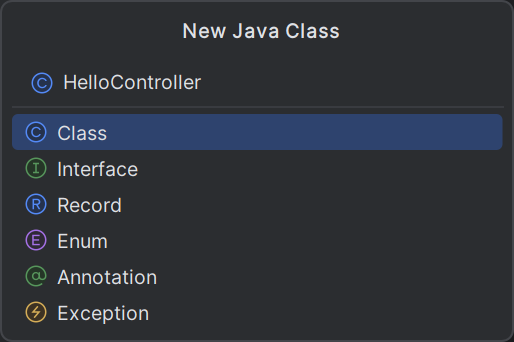 New Java Class
HelloController
Class
Interface
Record
Enum
Annotation
Exception